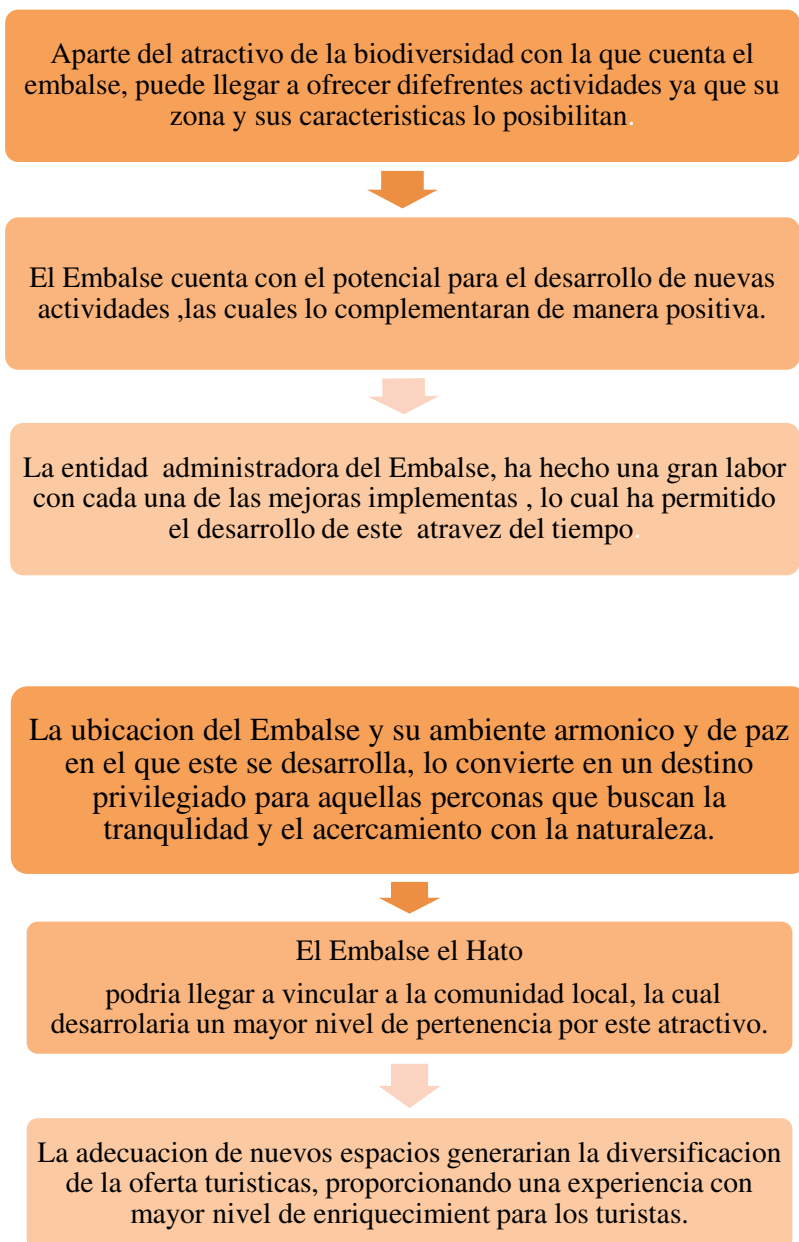 Aparte del atractivo de la biodiversidad con la que cuenta el
embalse, puede llegar a ofrecer difefrentes actividades ya que su
zona y sus caracteristicas lo posibilitan.
El Embalse cuenta con el potencial para el desarrollo de nuevas
actividades ,las cuales lo complementaran de manera positiva.
La entidad administradora del Embalse, ha hecho una gran labor
con cada una de las mejoras implementas , lo cual ha permitido
el desarrollo de este atravez del tiempo.
La ubicacion del Embalse y su ambiente armonico y de paz
en el que este se desarrolla, lo convierte en un destino
privilegiado para aquellas perconas que buscan la
tranqulidad y el acercamiento con la naturaleza.
El Embalse el Hato
podria llegar a vincular a la comunidad local, la cual
desarrolaria un mayor nivel de pertenencia por este atractivo.
La adecuacion de nuevos espacios generarian la diversificacion
de la oferta turisticas, proporcionando una experiencia con
mayor nivel de enriquecimient para los turistas.